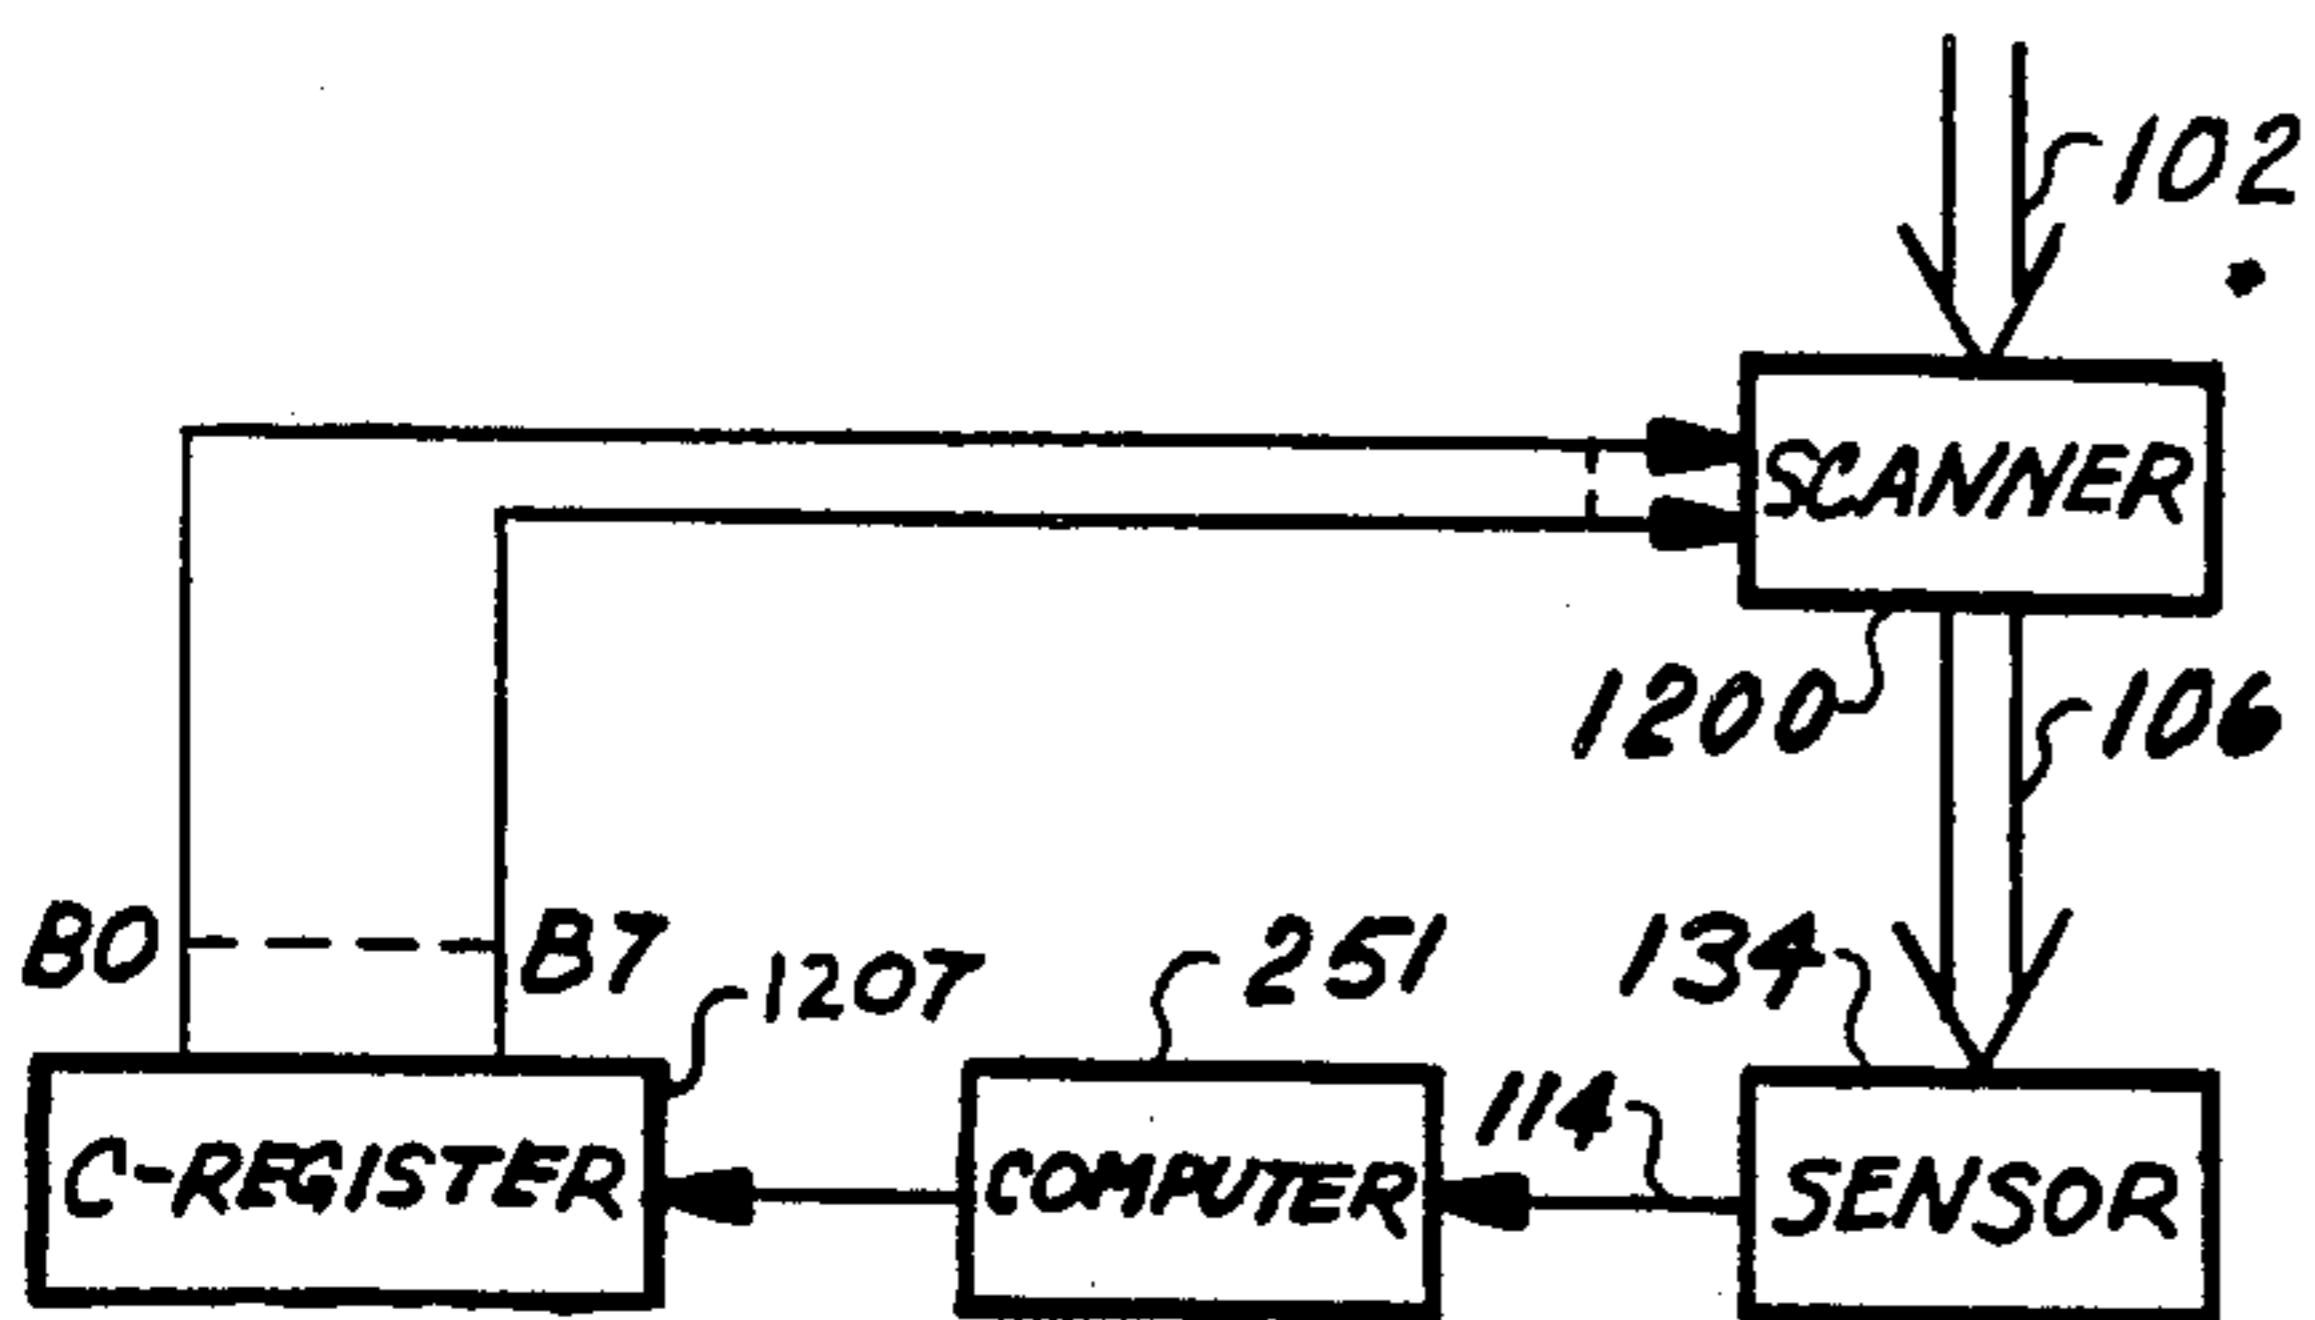 102
SCANNER
1200
106
B0
B7
1207
251
134
114
C-REGISTER
COMPUTER
SENSOR